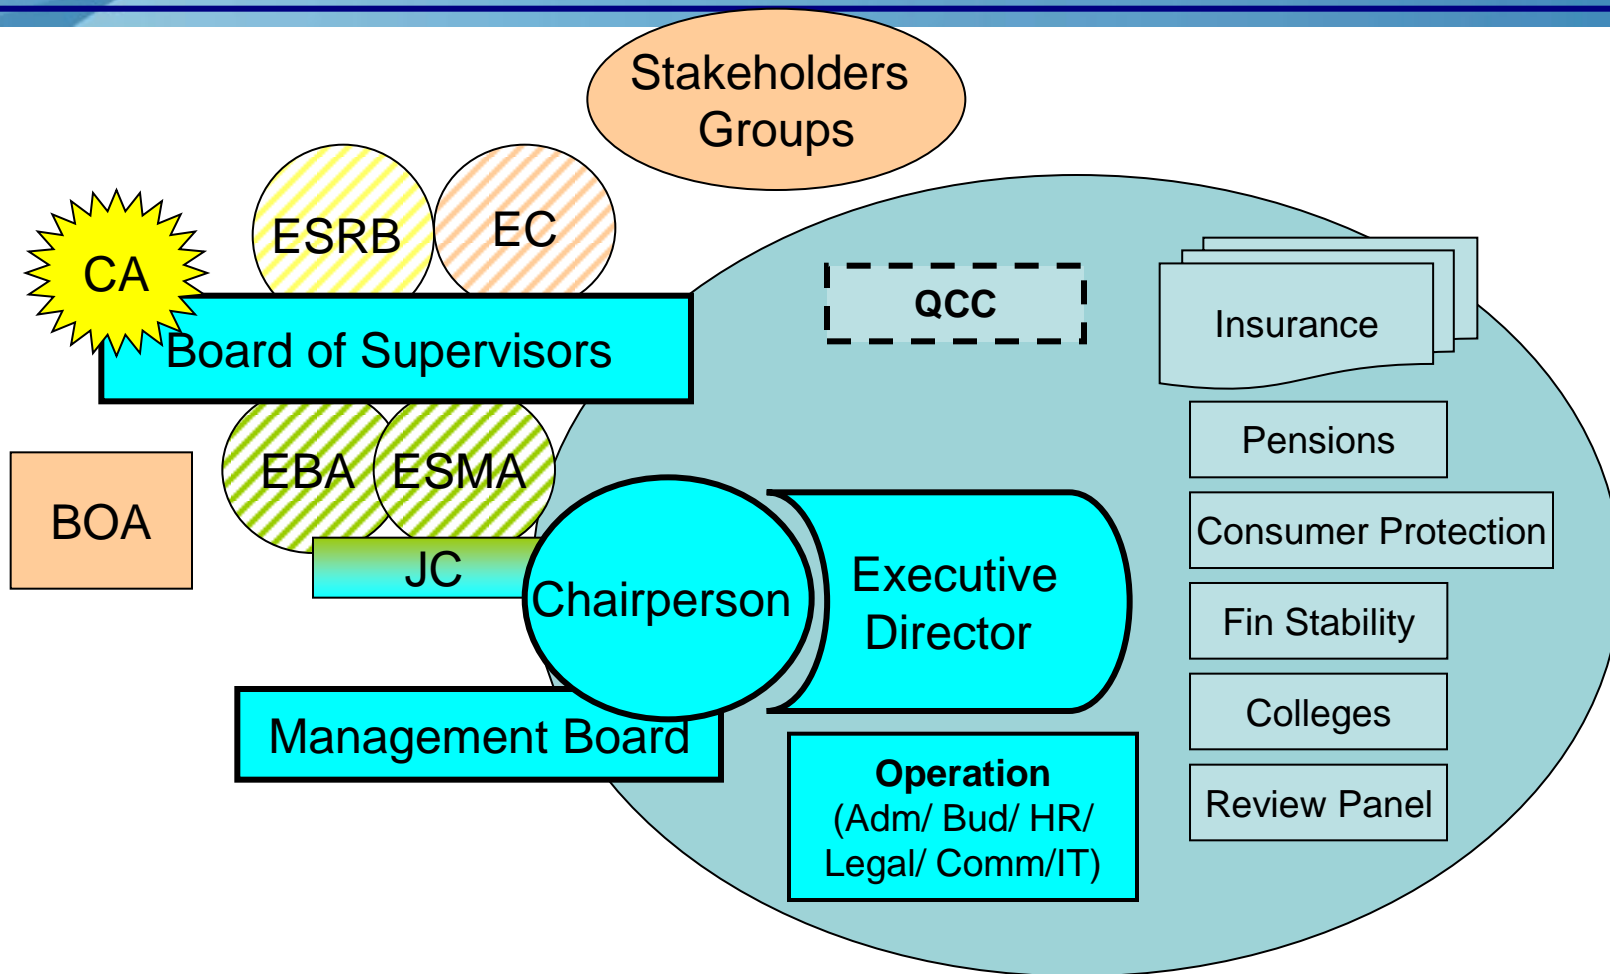 Stakeholders
Groups
ESRB
EC
CA
Board of Supervisors
QCC
Insurance
Pensions
EBA
ESMA
BOA
JC
Consumer Protection
Chairperson
Executive
Director
Fin Stability
Management Board
Colleges
Operation
(Adm/ Bud/ HR/
Legal/ Comm/IT)
Review Panel